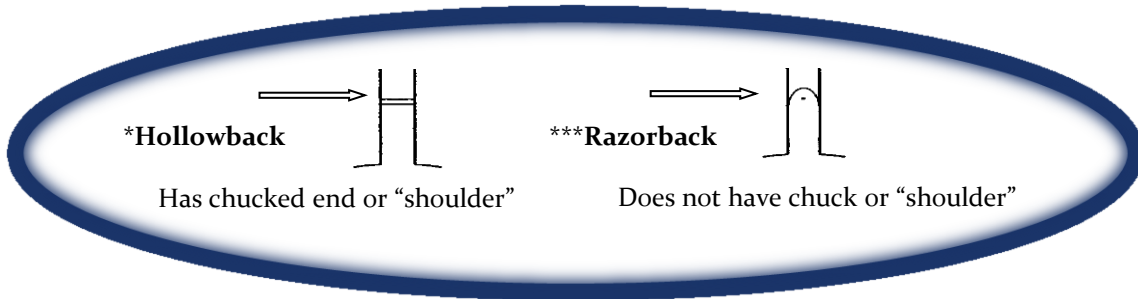 *Hollowback
***Razorback
Has chucked end or “shoulder”
Does not have chuck or “shoulder”